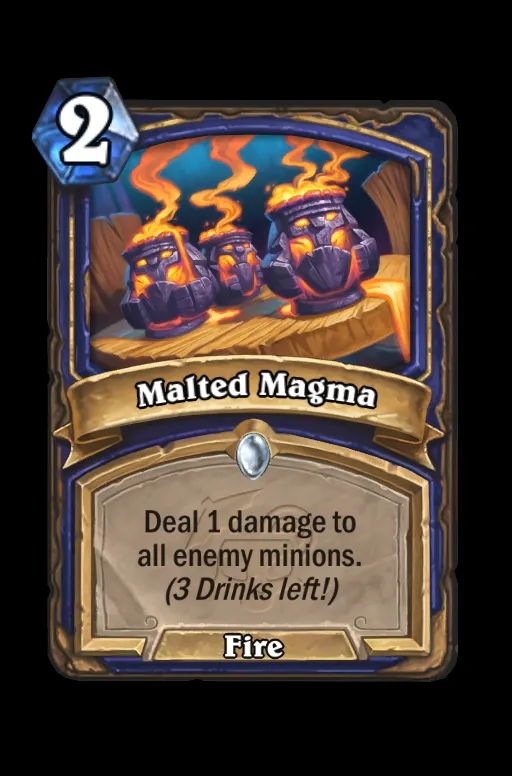 2
Malted Magma
Deal 1 damage to
all enemy minions.
(3 Drinks left!)
Fire